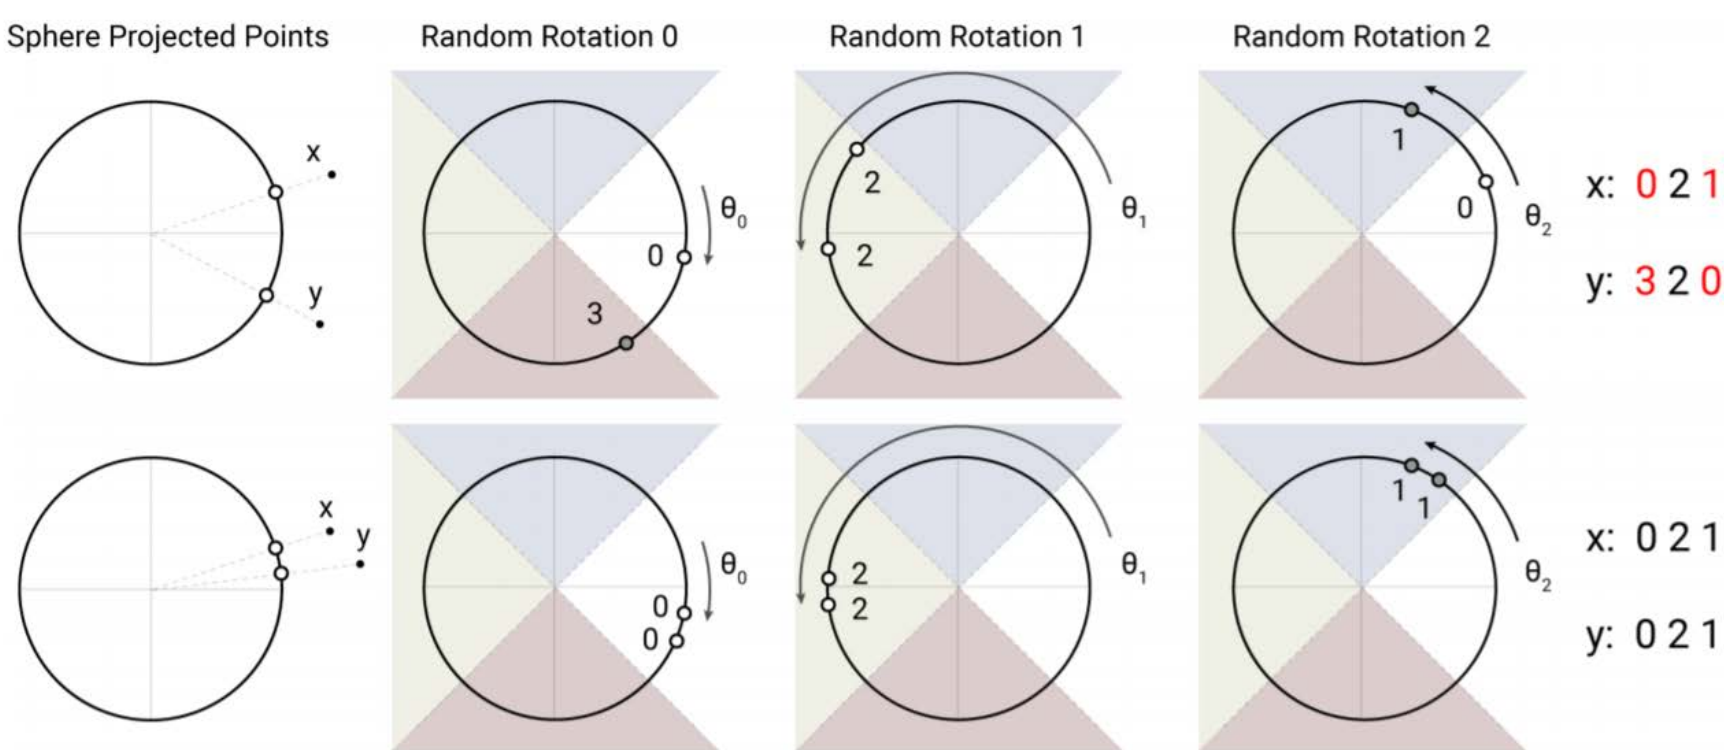 Sphere Projected Points
Random Rotation 0
Random Rotation 1
Random Rotation 2
x
y
0
3
θ0
2
2
θ1
1
0
θ2
x: 0 2 1
y: 3 2 0
x
y
0
0
θ0
2
2
θ1
1
1
θ2
x: 0 2 1
y: 0 2 1